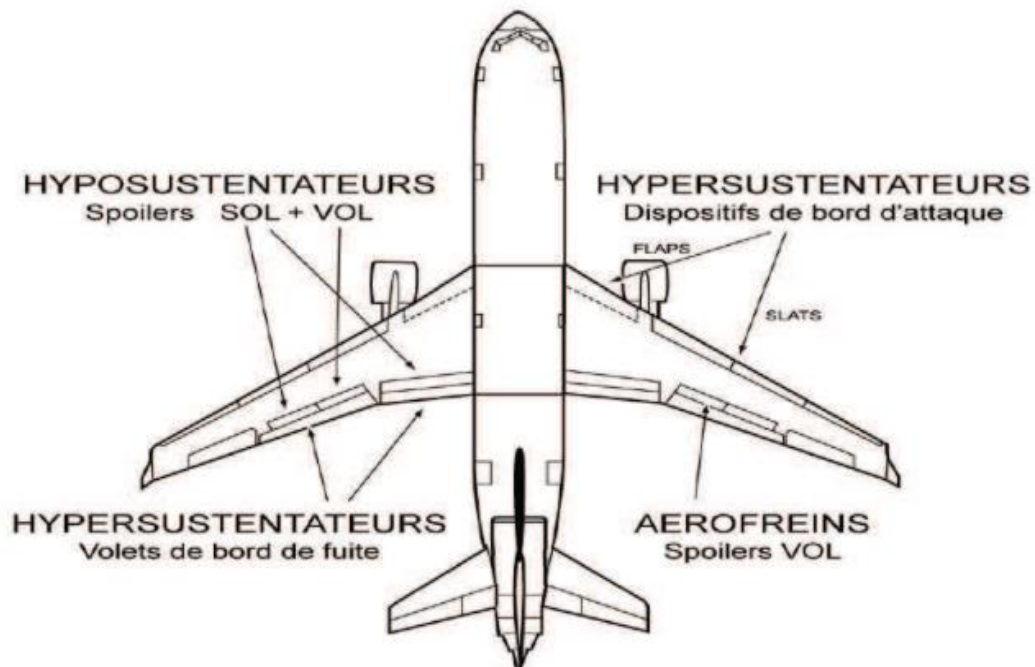 HYPOSUSTENTATEURS
Spoilers SOL + VOL
HYPERSUSTENTATEURS
Dispositifs de bord d'attaque
FLAPS
SLATS
HYPERSUSTENTATEURS
Volets de bord de fuite
AEROFREINS
Spoilers VOL